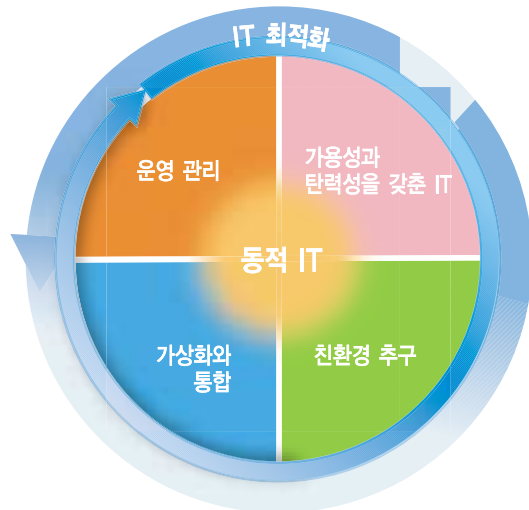 IT 최적화
운영 관리
가용성과
탄력성을 갖춘 IT
동적 IT
가상화와
통합
친환경 추구